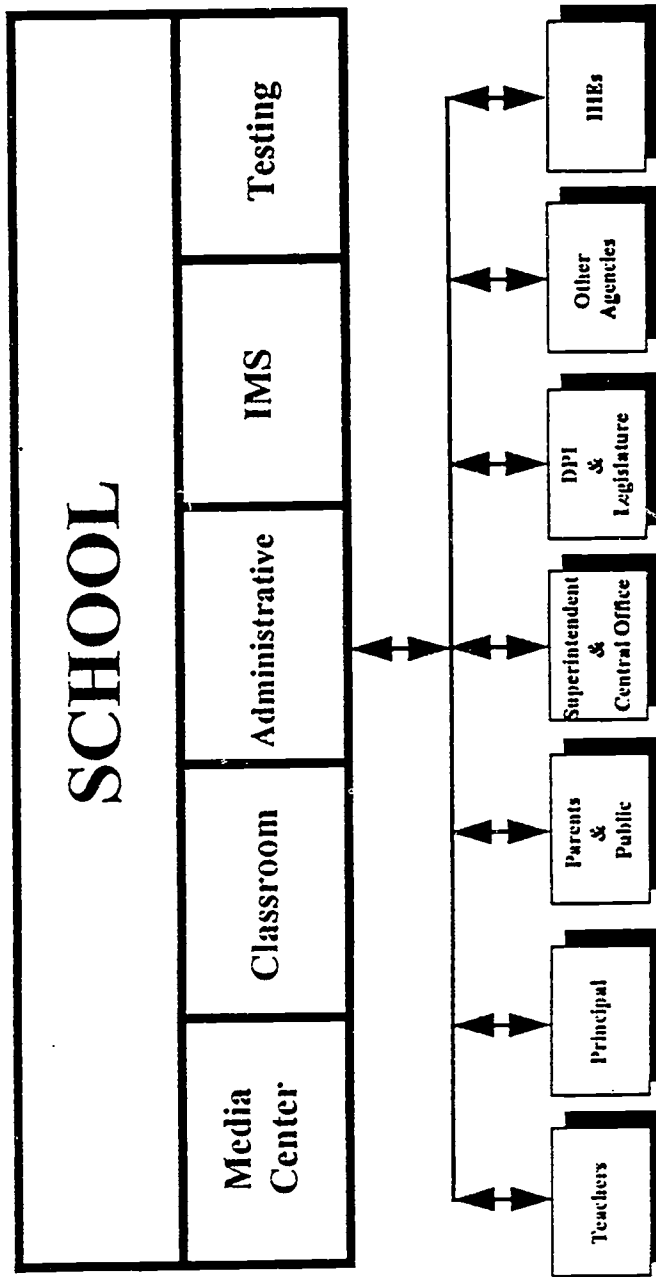 SCHOOL
Media
Center
Classroom
Administrative
IMS
Testing
Teachers
Principal
Parents
&
Public
Superintendent
&
Central Office
DPI
&
Legislature
Other
Agencies
IHEs